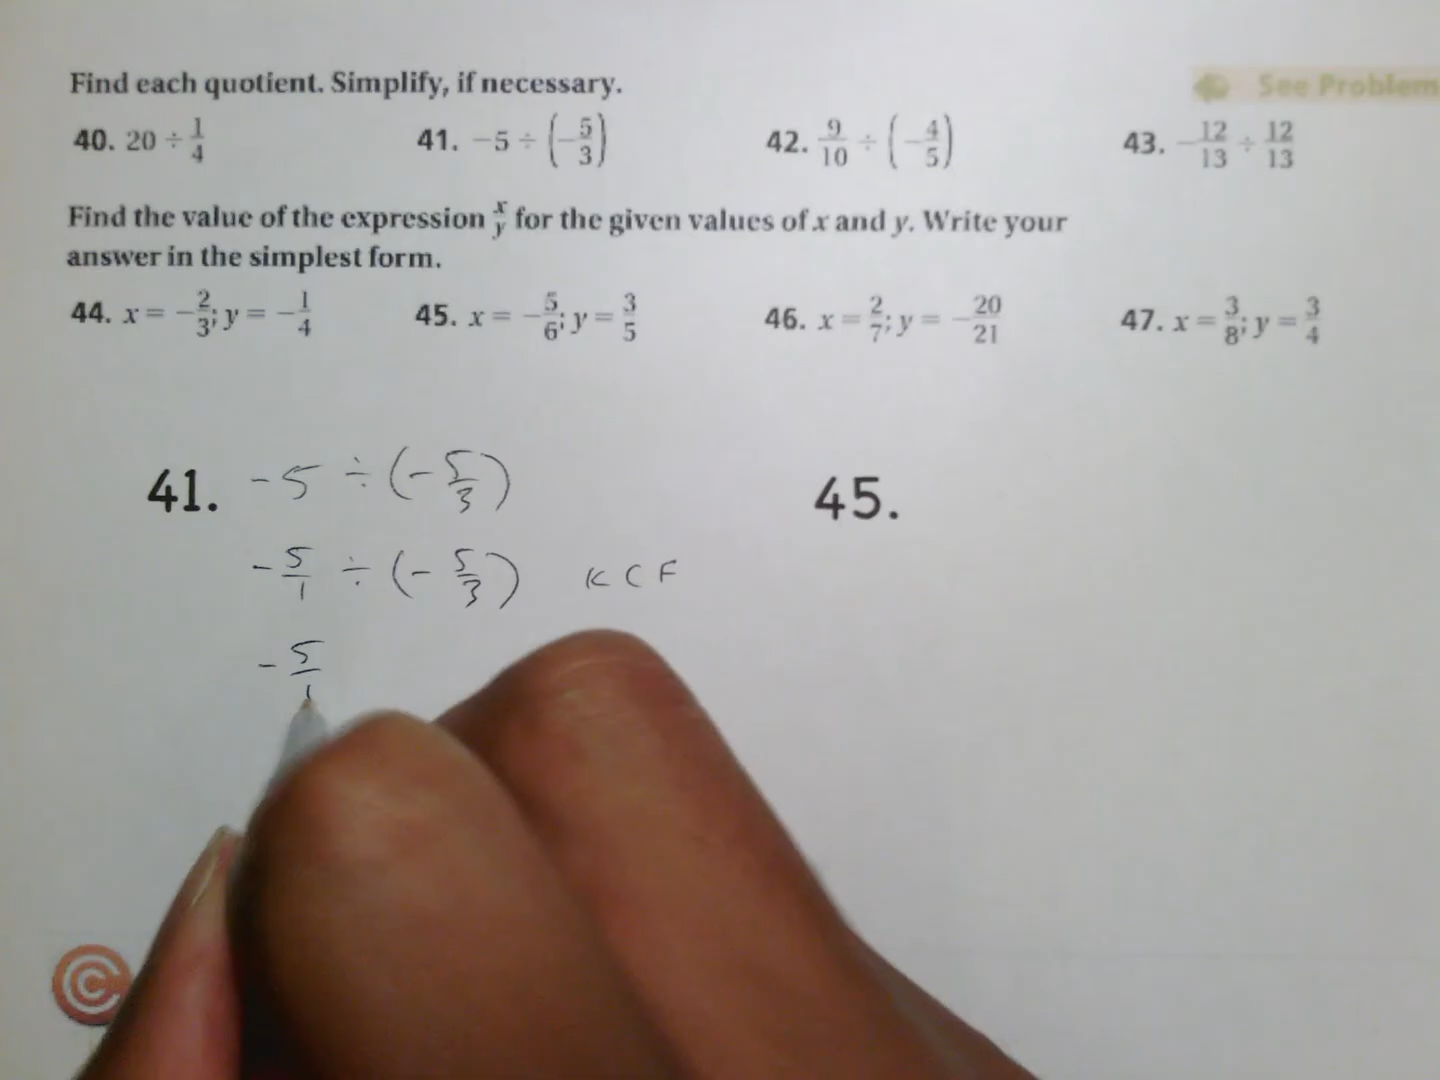 Find each quotient. Simplify, if necessary.
See Problem
40. 20 ÷ 1/4 41. −5 ÷ (−5/3) 42. 9/10 ÷ (−4/5) 43. −12/13 ÷ 12/13
Find the value of the expression x/y for the given values of x and y. Write your
answer in the simplest form.
44. x = −2/3; y = −1/4 45. x = −5/6; y = 3/5 46. x = 2/7; y = −20/21 47. x = 3/8; y = 3/4
41. -5 ÷ (-5/3)
45.
-5/1 ÷ (-5/3) KCF
-5/1
C